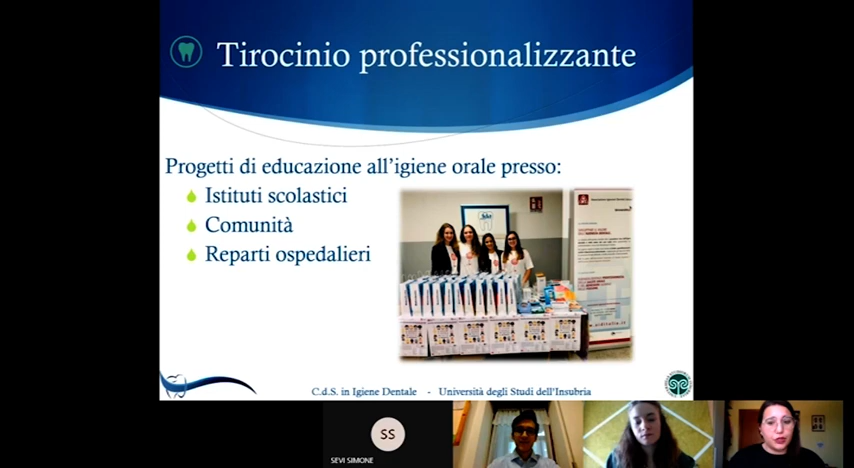 Tirocinio professionalizzante
Progetti di educazione all'igiene orale presso:
Istituti scolastici
Comunità
Reparti ospedalieri
C.d.S. in Igiene Dentale - Università degli Studi dell'Insubria
SS
SEVI SIMONE